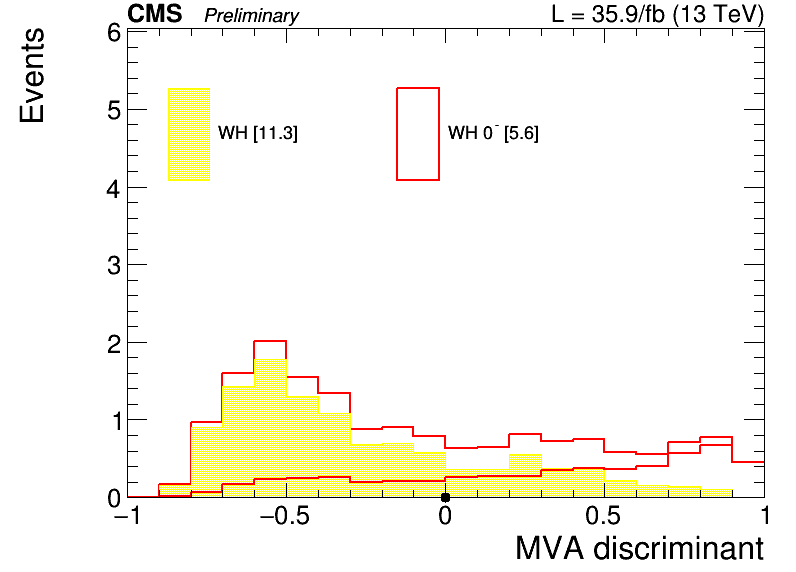 CMS Preliminary L = 35.9/fb (13 TeV)
Events
6
5
4
3
2
1
0
WH [11.3]
WH 0⁻ [5.6]
−1 −0.5 0 0.5 1
MVA discriminant